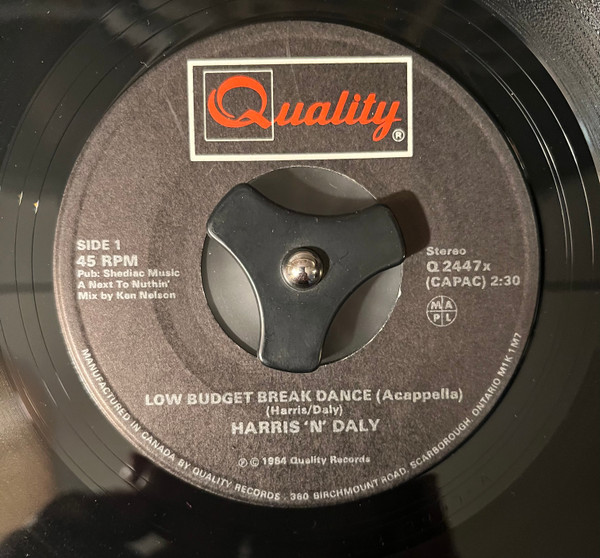 Quality®
SIDE 1
45 RPM
Pub: Shediac Music
A Next To Nuthin'
Mix by Ken Nelson
Stereo
Q 2447x
(CAPAC) 2:30
M A
P L
LOW BUDGET BREAK DANCE (Acappella)
(Harris/Daly)
HARRIS 'N' DALY
℗ © 1984 Quality Records
MANUFACTURED IN CANADA BY QUALITY RECORDS - 380 BIRCHMOUNT ROAD, SCARBOROUGH, ONTARIO M1K 1M7